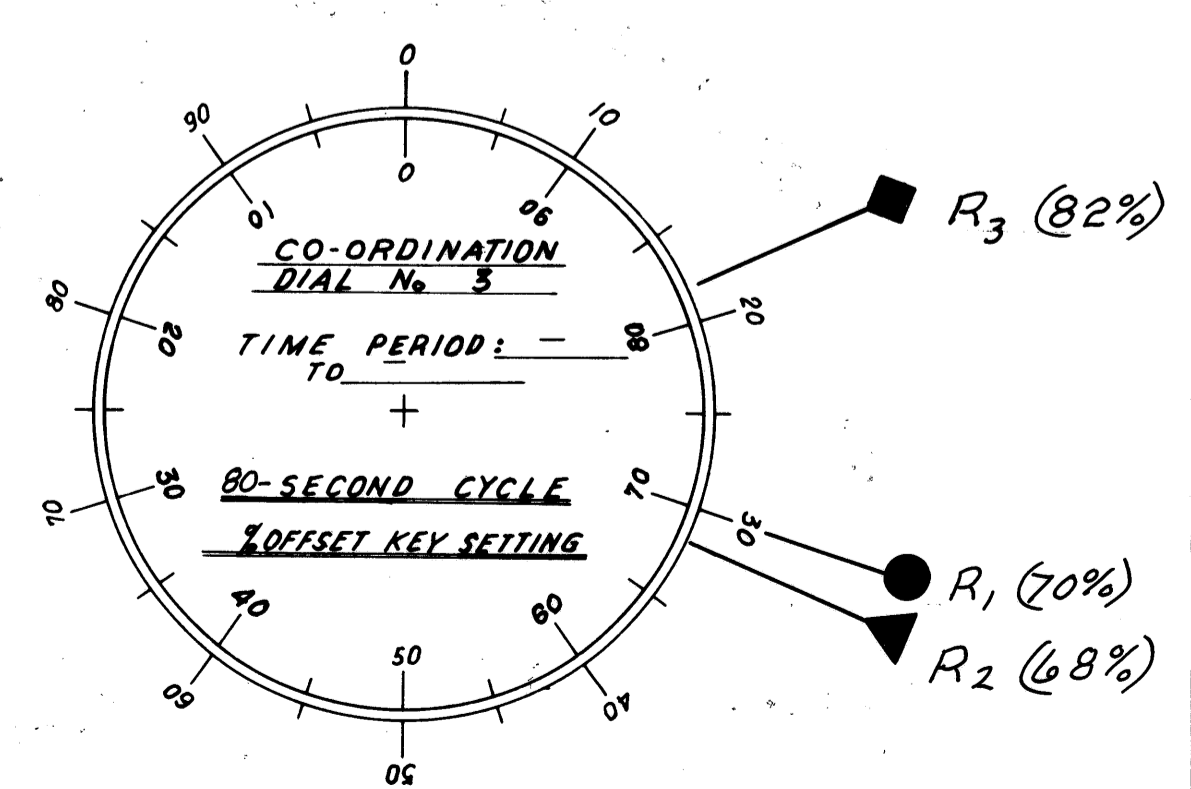 0
90
10
0
10
90
CO-ORDINATION
DIAL No 3
R3 (82%)
80
20
20
80
TIME PERIOD: —
TO
30
70
70
30
80-SECOND CYCLE
% OFFSET KEY SETTING
R1 (70%)
R2 (68%)
40
60
60
40
50
50